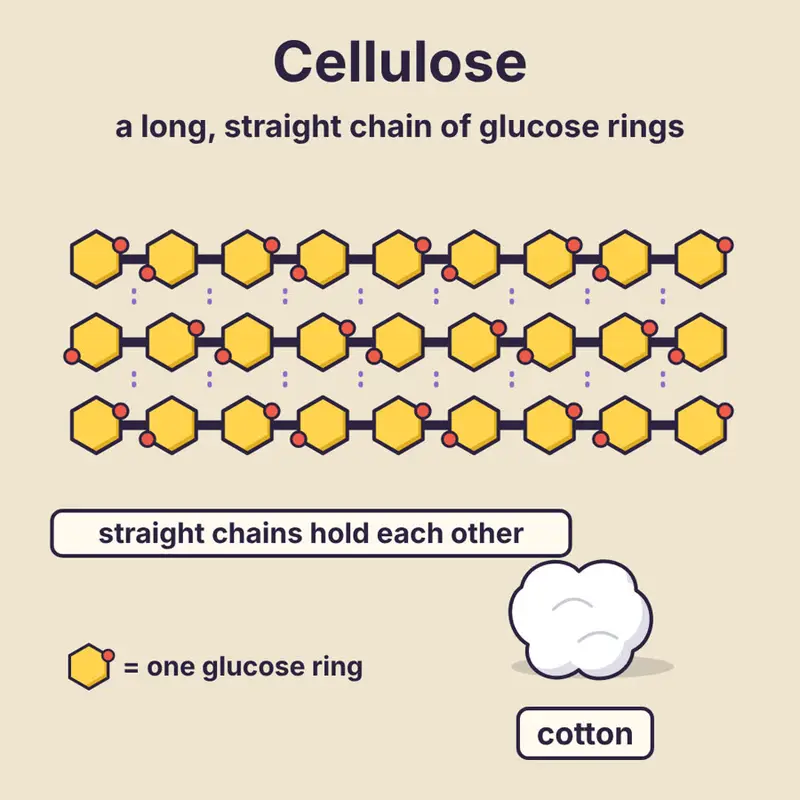 Cellulose
a long, straight chain of glucose rings
straight chains hold each other
= one glucose ring
cotton